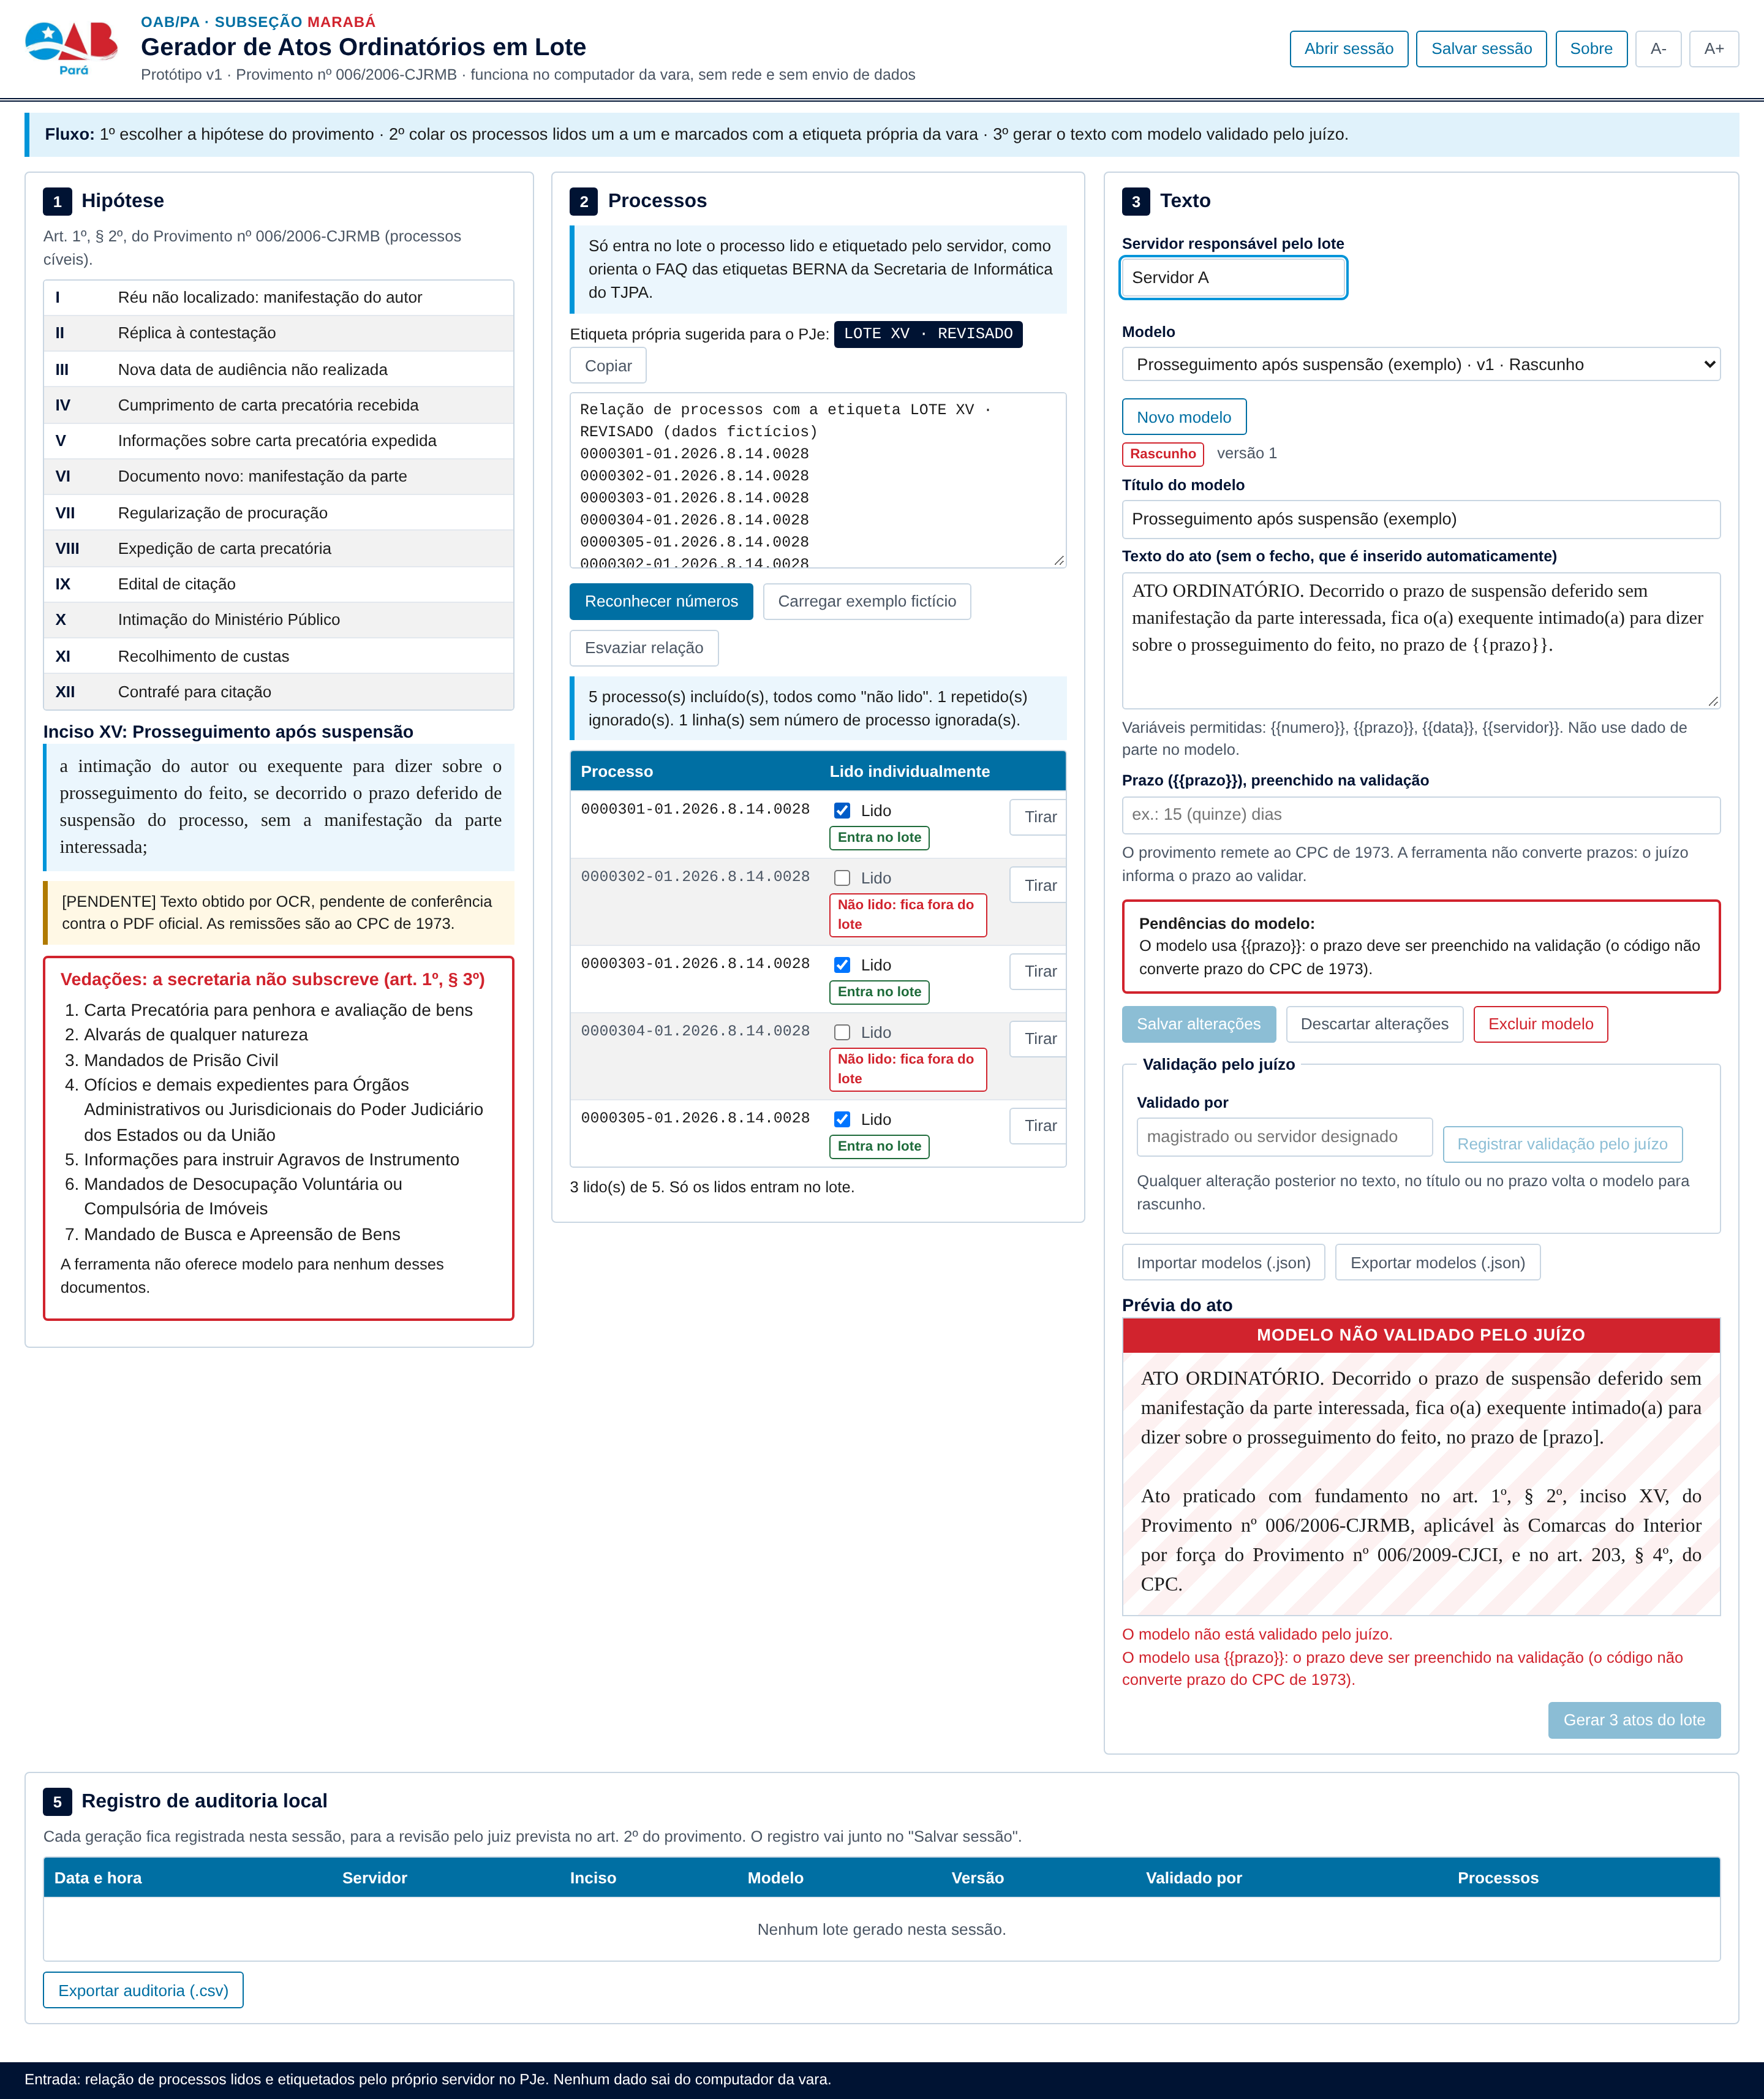 OAB
Pará
OAB/PA · SUBSEÇÃO MARABÁ
Gerador de Atos Ordinatórios em Lote
Protótipo v1 · Provimento nº 006/2006-CJRMB · funciona no computador da vara, sem rede e sem envio de dados
Abrir sessão
Salvar sessão
Sobre
A-
A+
Fluxo: 1º escolher a hipótese do provimento · 2º colar os processos lidos um a um e marcados com a etiqueta própria da vara · 3º gerar o texto com modelo validado pelo juízo.
1 Hipótese
Art. 1º, § 2º, do Provimento nº 006/2006-CJRMB (processos
cíveis).
I Réu não localizado: manifestação do autor
II Réplica à contestação
III Nova data de audiência não realizada
IV Cumprimento de carta precatória recebida
V Informações sobre carta precatória expedida
VI Documento novo: manifestação da parte
VII Regularização de procuração
VIII Expedição de carta precatória
IX Edital de citação
X Intimação do Ministério Público
XI Recolhimento de custas
XII Contrafé para citação
Inciso XV: Prosseguimento após suspensão
a intimação do autor ou exequente para dizer sobre o
prosseguimento do feito, se decorrido o prazo deferido de
suspensão do processo, sem a manifestação da parte
interessada;
[PENDENTE] Texto obtido por OCR, pendente de conferência
contra o PDF oficial. As remissões são ao CPC de 1973.
Vedações: a secretaria não subscreve (art. 1º, § 3º)
1. Carta Precatória para penhora e avaliação de bens
2. Alvarás de qualquer natureza
3. Mandados de Prisão Civil
4. Ofícios e demais expedientes para Órgãos
Administrativos ou Jurisdicionais do Poder Judiciário
dos Estados ou da União
5. Informações para instruir Agravos de Instrumento
6. Mandados de Desocupação Voluntária ou
Compulsória de Imóveis
7. Mandado de Busca e Apreensão de Bens
A ferramenta não oferece modelo para nenhum desses
documentos.
2 Processos
Só entra no lote o processo lido e etiquetado pelo servidor, como
orienta o FAQ das etiquetas BERNA da Secretaria de Informática
do TJPA.
Etiqueta própria sugerida para o PJe: LOTE XV · REVISADO
Copiar
Relação de processos com a etiqueta LOTE XV ·
REVISADO (dados fictícios)
0000301-01.2026.8.14.0028
0000302-01.2026.8.14.0028
0000303-01.2026.8.14.0028
0000304-01.2026.8.14.0028
0000305-01.2026.8.14.0028
0000302-01.2026.8.14.0028
Reconhecer números
Carregar exemplo fictício
Esvaziar relação
5 processo(s) incluído(s), todos como "não lido". 1 repetido(s)
ignorado(s). 1 linha(s) sem número de processo ignorada(s).
Processo Lido individualmente
0000301-01.2026.8.14.0028 Lido Tirar
Entra no lote
0000302-01.2026.8.14.0028 Lido Tirar
Não lido: fica fora do
lote
0000303-01.2026.8.14.0028 Lido Tirar
Entra no lote
0000304-01.2026.8.14.0028 Lido Tirar
Não lido: fica fora do
lote
0000305-01.2026.8.14.0028 Lido Tirar
Entra no lote
3 lido(s) de 5. Só os lidos entram no lote.
3 Texto
Servidor responsável pelo lote
Servidor A
Modelo
Prosseguimento após suspensão (exemplo) · v1 · Rascunho
Novo modelo
Rascunho versão 1
Título do modelo
Prosseguimento após suspensão (exemplo)
Texto do ato (sem o fecho, que é inserido automaticamente)
ATO ORDINATÓRIO. Decorrido o prazo de suspensão deferido sem
manifestação da parte interessada, fica o(a) exequente intimado(a) para dizer
sobre o prosseguimento do feito, no prazo de {{prazo}}.
Variáveis permitidas: {{numero}}, {{prazo}}, {{data}}, {{servidor}}. Não use dado de
parte no modelo.
Prazo ({{prazo}}), preenchido na validação
ex.: 15 (quinze) dias
O provimento remete ao CPC de 1973. A ferramenta não converte prazos: o juízo
informa o prazo ao validar.
Pendências do modelo:
O modelo usa {{prazo}}: o prazo deve ser preenchido na validação (o código não
converte prazo do CPC de 1973).
Salvar alterações
Descartar alterações
Excluir modelo
Validação pelo juízo
Validado por
magistrado ou servidor designado
Registrar validação pelo juízo
Qualquer alteração posterior no texto, no título ou no prazo volta o modelo para
rascunho.
Importar modelos (.json)
Exportar modelos (.json)
Prévia do ato
MODELO NÃO VALIDADO PELO JUÍZO
ATO ORDINATÓRIO. Decorrido o prazo de suspensão deferido sem
manifestação da parte interessada, fica o(a) exequente intimado(a) para
dizer sobre o prosseguimento do feito, no prazo de [prazo].
Ato praticado com fundamento no art. 1º, § 2º, inciso XV, do
Provimento nº 006/2006-CJRMB, aplicável às Comarcas do Interior
por força do Provimento nº 006/2009-CJCI, e no art. 203, § 4º, do
CPC.
O modelo não está validado pelo juízo.
O modelo usa {{prazo}}: o prazo deve ser preenchido na validação (o código não
converte prazo do CPC de 1973).
Gerar 3 atos do lote
5 Registro de auditoria local
Cada geração fica registrada nesta sessão, para a revisão pelo juiz prevista no art. 2º do provimento. O registro vai junto no "Salvar sessão".
Data e hora Servidor Inciso Modelo Versão Validado por Processos
Nenhum lote gerado nesta sessão.
Exportar auditoria (.csv)
Entrada: relação de processos lidos e etiquetados pelo próprio servidor no PJe. Nenhum dado sai do computador da vara.